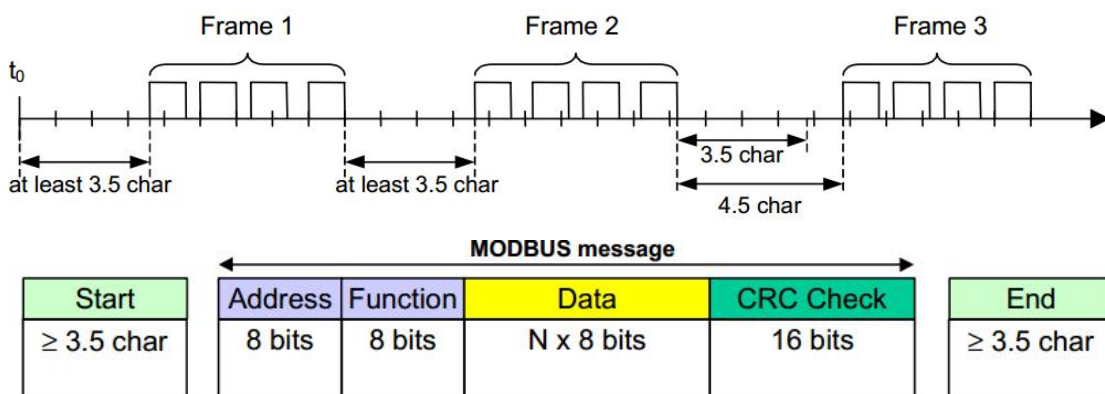 Frame 1 Frame 2 Frame 3
t0
3.5 char
at least 3.5 char at least 3.5 char
4.5 char
MODBUS message
Start Address Function Data CRC Check End
≥ 3.5 char 8 bits 8 bits N x 8 bits 16 bits ≥ 3.5 char